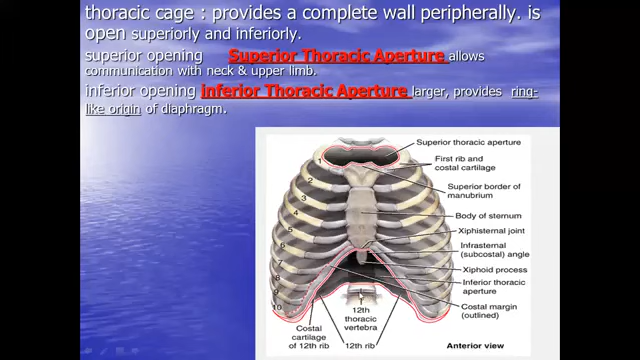 thoracic cage : provides a complete wall peripherally. is
open superiorly and inferiorly.
superior opening Superior Thoracic Aperture allows
communication with neck & upper limb.
inferior opening inferior Thoracic Aperture larger, provides ring-
like origin of diaphragm.
Superior thoracic aperture
First rib and
costal cartilage
Superior border of
manubrium
Body of sternum
Xiphisternal joint
Infrasternal
(subcostal) angle
Xiphoid process
Inferior thoracic
aperture
Costal margin
(outlined)
1
2
3
4
5
6
7
8
9
10
12th
thoracic
vertebra
Costal
cartilage
of 12th rib
12th rib
Anterior view